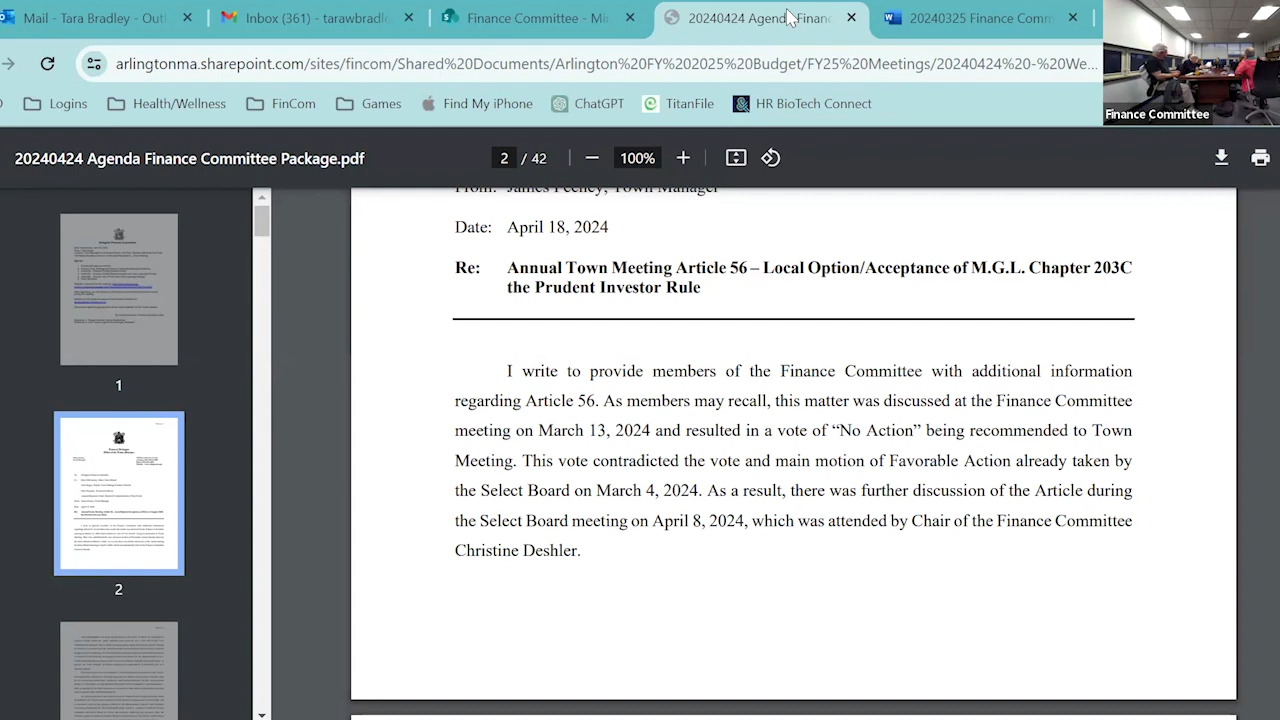 Mail - Tara Bradley - Outl
Inbox (361) - tarawbradle
Finance Committee - Mi
20240424 Agenda Finan
20240325 Finance Comm
arlingtonma.sharepoint.com/sites/fincom/Shared%20Documents/Arlington%20FY%202025%20Budget/FY25%20Meetings/20240424%20-%20We...
Logins
Health/Wellness
FinCom
Games
Find My iPhone
ChatGPT
TitanFile
HR BioTech Connect
Finance Committee
20240424 Agenda Finance Committee Package.pdf
2 / 42
100%
From: James Feeney, Town Manager
Date: April 18, 2024
Re: Annual Town Meeting Article 56 – Local Option Acceptance of M.G.L. Chapter 203C
the Prudent Investor Rule
I write to provide members of the Finance Committee with additional information
regarding Article 56. As members may recall, this matter was discussed at the Finance Committee
meeting on March 13, 2024 and resulted in a vote of “No Action” being recommended to Town
Meeting. This vote contradicted the vote and main motion of Favorable Action already taken by
the Select Board on March 4, 2024. As a result, there was further discussion of the Article during
the Select Board meeting on April 8, 2024, which was attended by Chair of the Finance Committee
Christine Deshler.
1
2